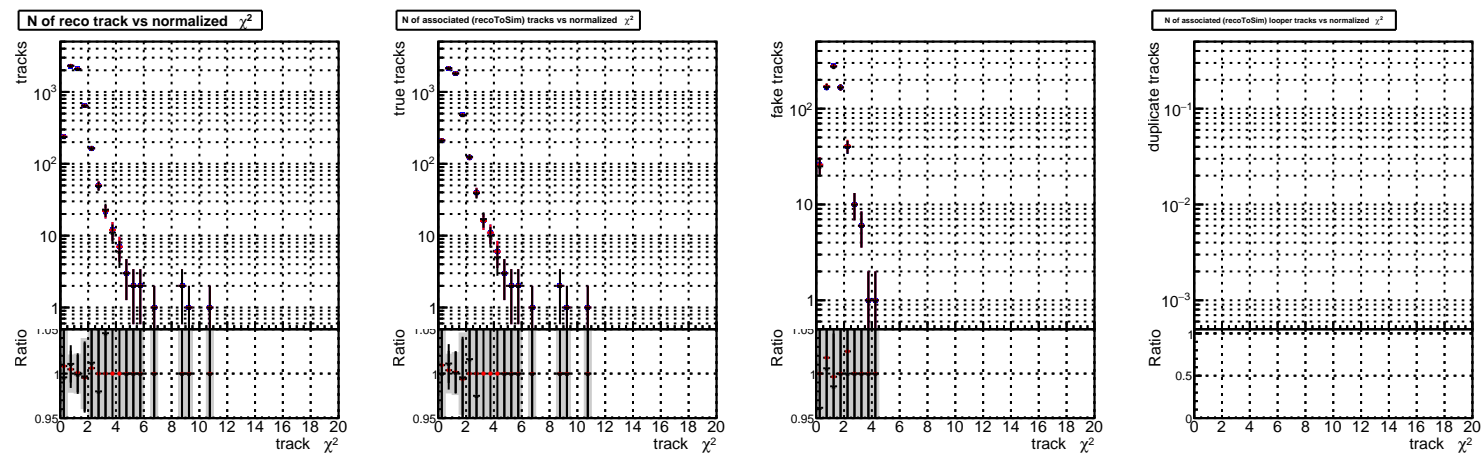 N of reco track vs normalized χ²
tracks
10³
10²
10
1
Ratio
1.05
1
0.95
0 2 4 6 8 10 12 14 16 18 20
track χ²
N of associated (recoToSim) tracks vs normalized χ²
true tracks
10³
10²
10
1
Ratio
1.05
1
0.95
0 2 4 6 8 10 12 14 16 18 20
track χ²
fake tracks
10²
10
1
Ratio
1.05
1
0.95
0 2 4 6 8 10 12 14 16 18 20
track χ²
N of associated (recoToSim) looper tracks vs normalized χ²
duplicate tracks
10⁻¹
10⁻²
10⁻³
Ratio
1
0.5
0
0 2 4 6 8 10 12 14 16 18 20
track χ²